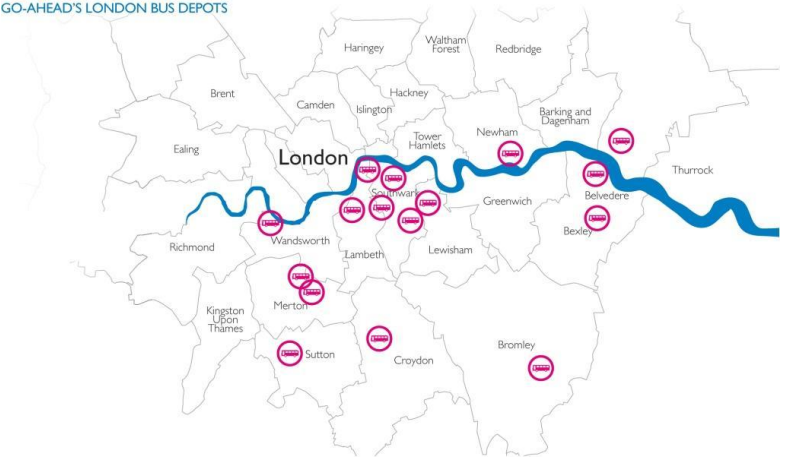 GO-AHEAD'S LONDON BUS DEPOTS
Haringey
Waltham
Forest
Redbridge
Brent
Camden
Islington
Hackney
Barking and
Dagenham
Ealing
London
Tower
Hamlets
Newham
Thurrock
Southwark
Greenwich
Belvedere
Richmond
Wandsworth
Lambeth
Lewisham
Bexley
Kingston
Upon
Thames
Merton
Sutton
Croydon
Bromley